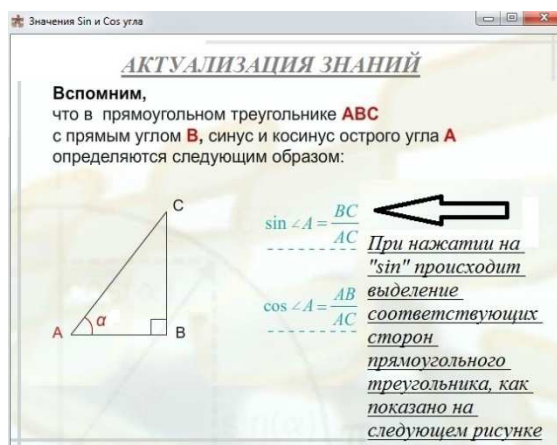 Значения Sin и Cos угла
АКТУАЛИЗАЦИЯ ЗНАНИЙ
Вспомним,
что в прямоугольном треугольнике ABC
с прямым углом B, синус и косинус острого угла A
определяются следующим образом:
C
A
α
B
sin ∠A = BC/AC
cos ∠A = AB/AC
При нажатии на
"sin" происходит
выделение
соответствующих
сторон
прямоугольного
треугольника, как
показано на
следующем рисунке